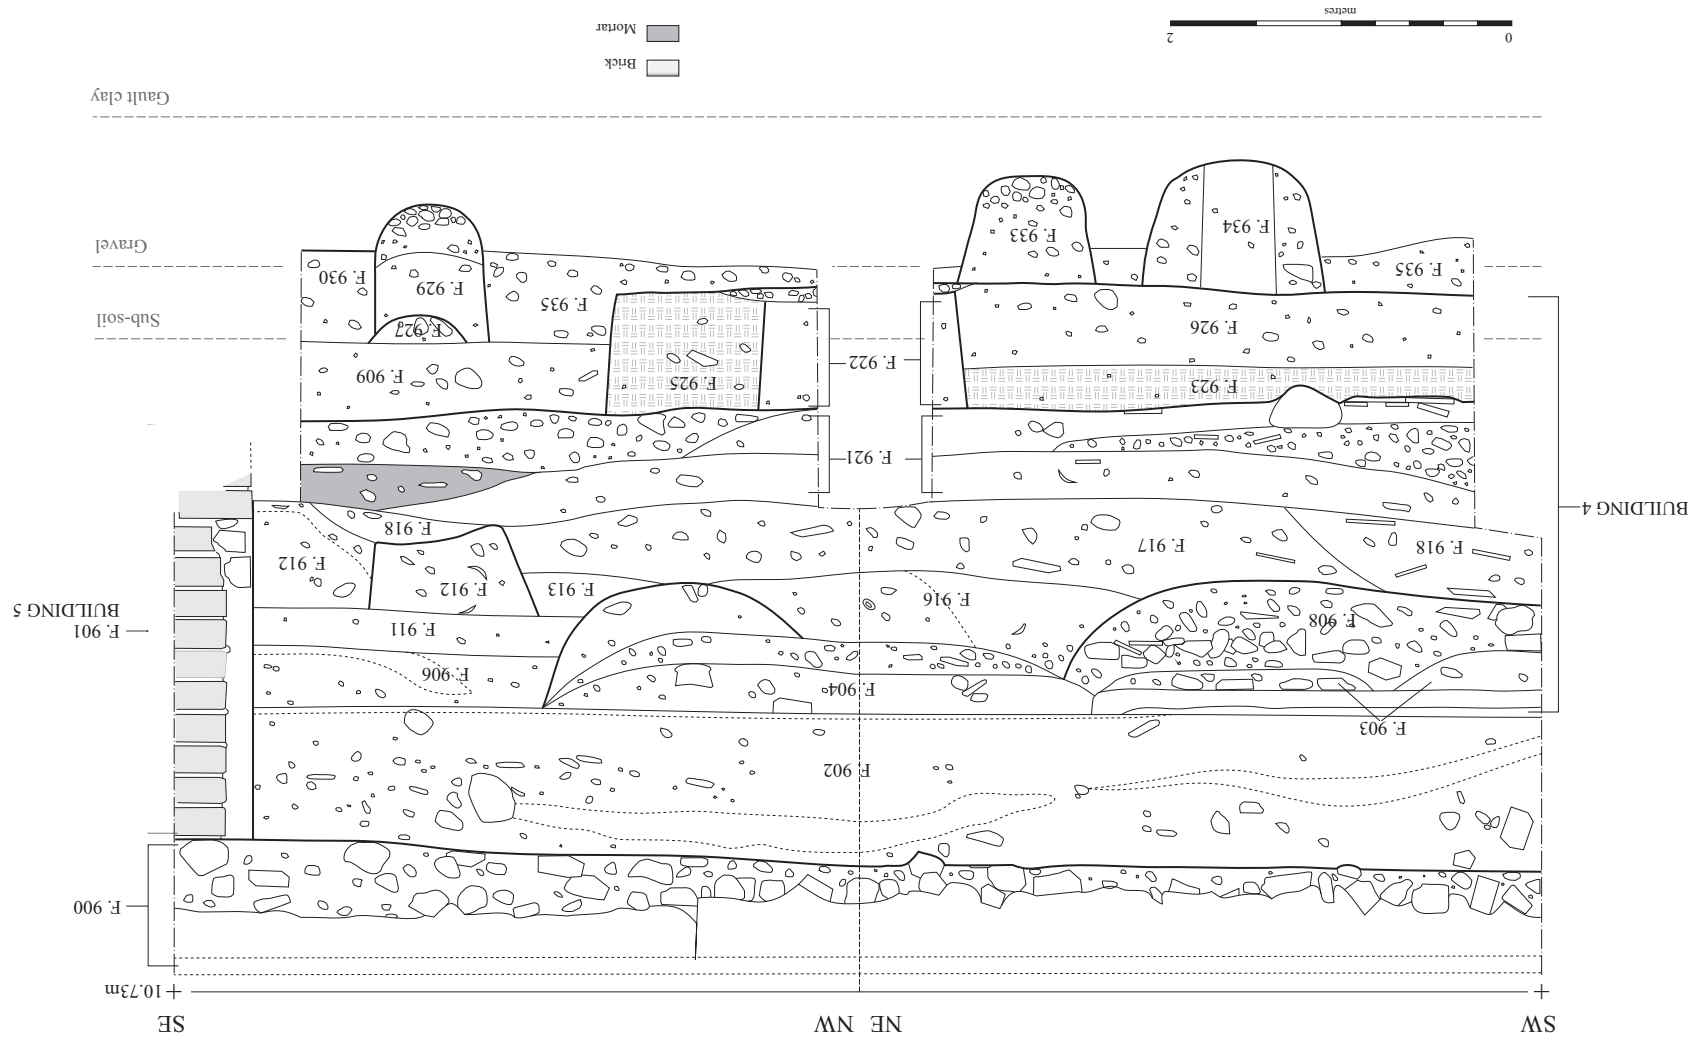 SW
NE NW
SE
10.73m
F. 900
F. 902
F. 903
F. 904
F. 906
F. 901
BUILDING 5
F. 911
F. 908
F. 916
F. 913
F. 912
F. 912
F. 918
F. 917
F. 918
BUILDING 4
F. 921
F. 923
F. 925
F. 909
F. 922
F. 926
F. 927
Sub-soil
F. 935
F. 929
F. 930
F. 935
Gravel
F. 934
F. 933
Gault clay
Brick
Mortar
0
2
metres